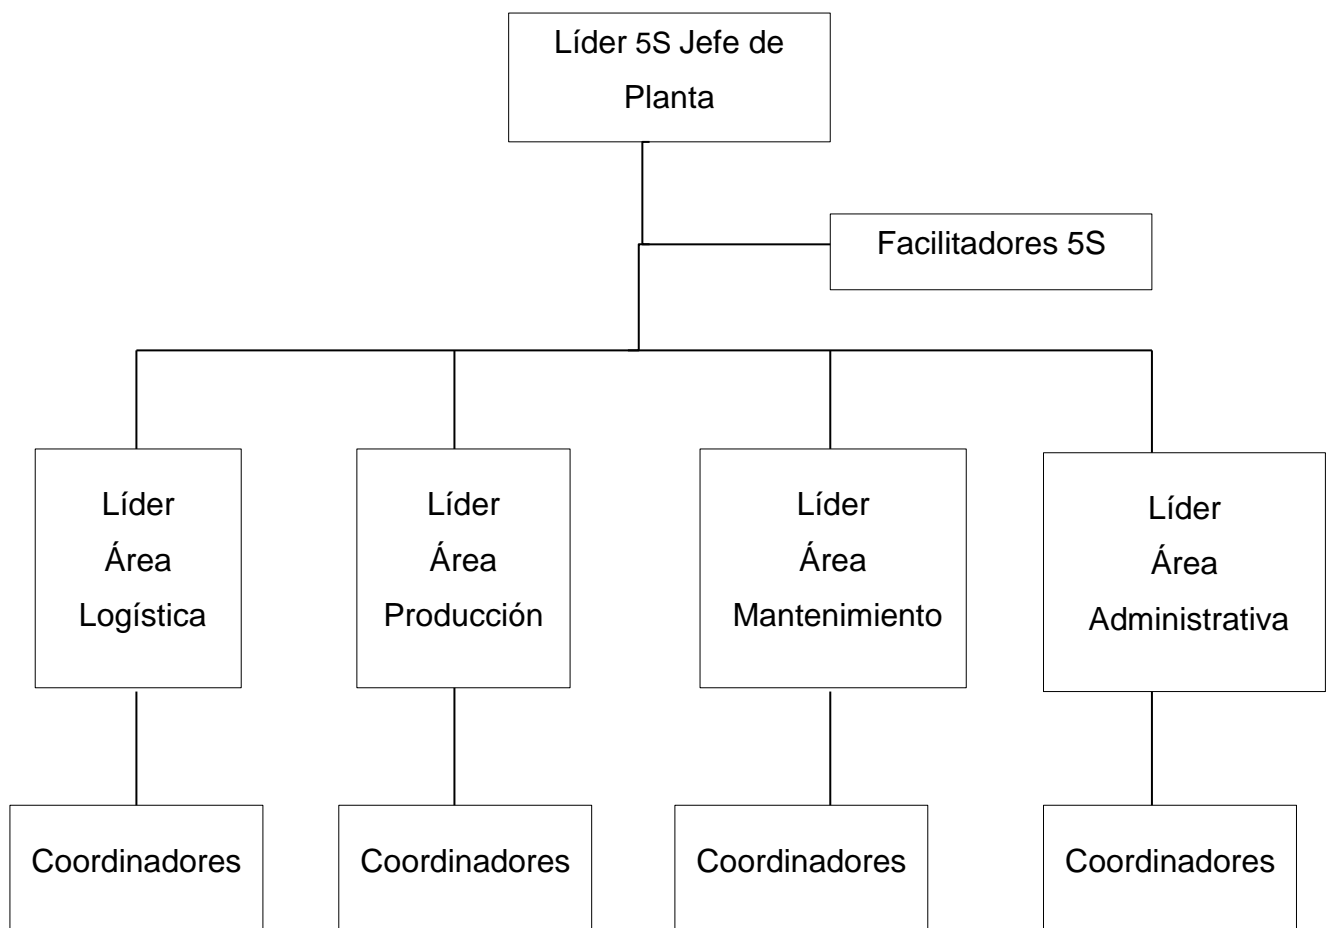 Líder 5S Jefe de
Planta
Facilitadores 5S
Líder
Área
Logística
Líder
Área
Producción
Líder
Área
Mantenimiento
Líder
Área
Administrativa
Coordinadores
Coordinadores
Coordinadores
Coordinadores